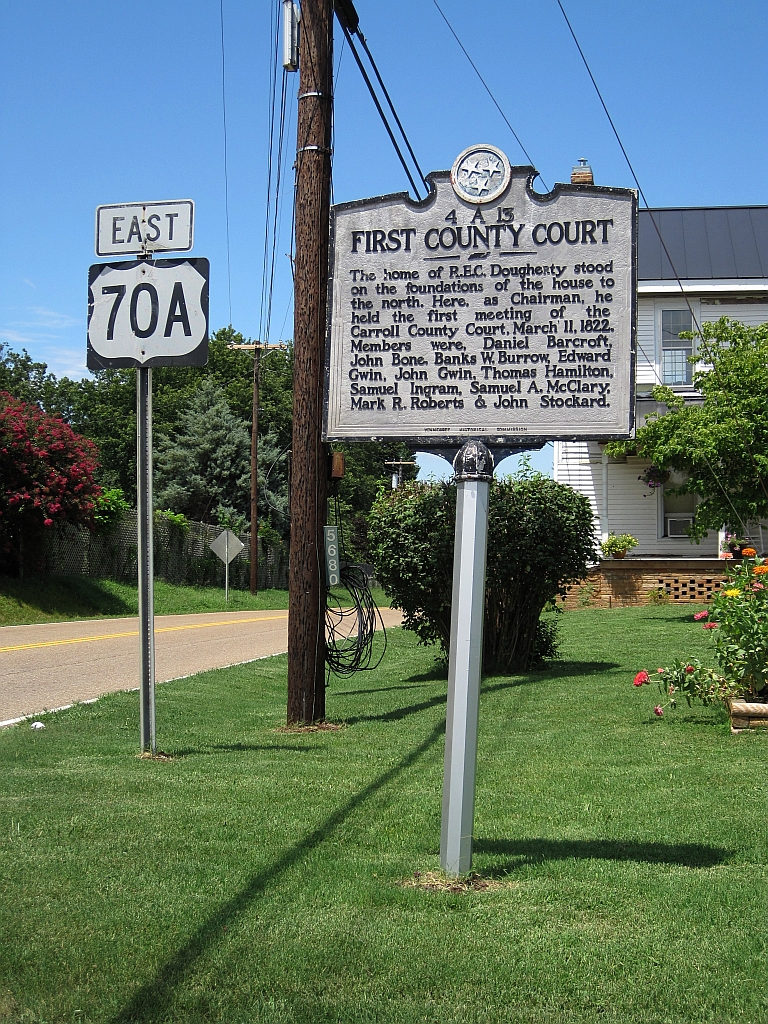 EAST
70A
4 A 13
FIRST COUNTY COURT
The home of R.E.C. Dougherty stood
on the foundations of the house to
the north. Here, as Chairman, he
held the first meeting of the
Carroll County Court, March 11, 1822.
Members were, Daniel Barcroft,
John Bone, Banks W. Burrow, Edward
Gwin, John Gwin, Thomas Hamilton,
Samuel Ingram, Samuel A. McClary,
Mark R. Roberts & John Stockard.
TENNESSEE HISTORICAL COMMISSION
5680